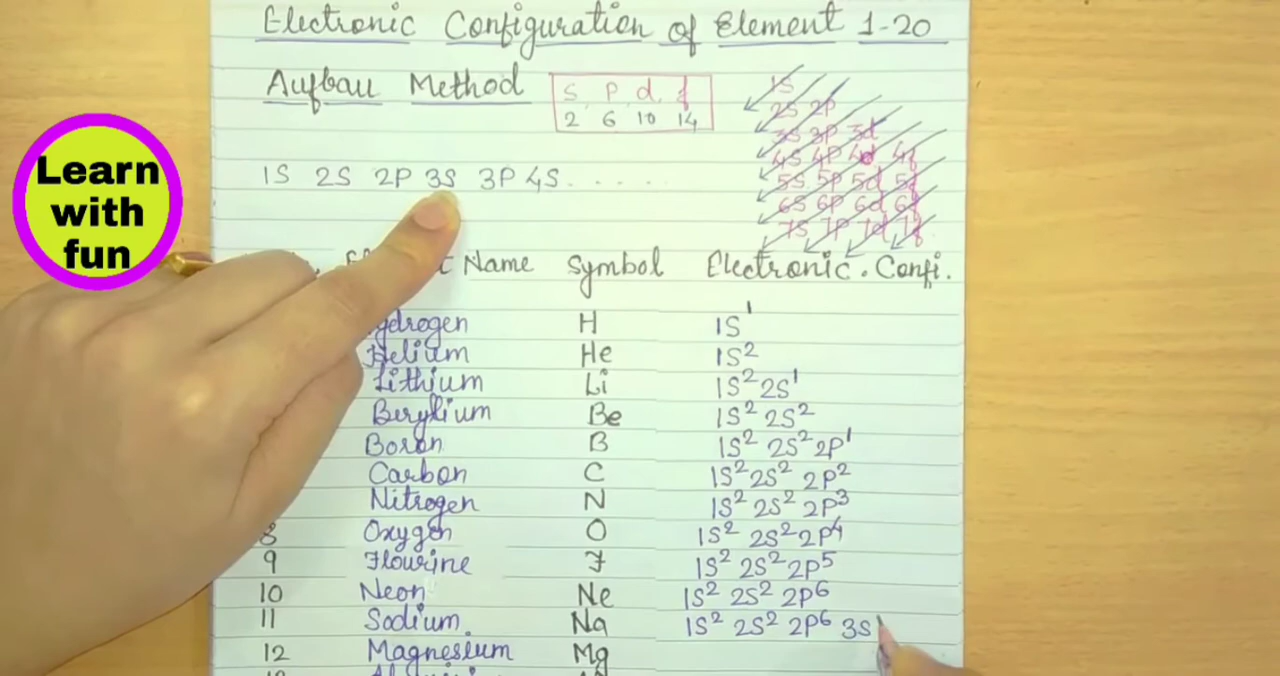 Electronic Configuration of Element 1-20
Aufbau Method
S P d f
2 6 10 14
1S
2S 2P
3S 3P 3d
4S 4P 4d 4f
5S 5P 5d 5f
6S 6P 6d 6f
7S 7P 7d 7f
Learn
with
fun
1S 2S 2P 3S 3P 4S . . . . . .
Name Symbol Electronic . Confi.
Hydrogen H 1S¹
Helium He 1S²
Lithium Li 1S² 2S¹
Berylium Be 1S² 2S²
Boron B 1S² 2S² 2P¹
Carbon C 1S² 2S² 2P²
Nitrogen N 1S² 2S² 2P³
8 Oxygen O 1S² 2S² 2P⁴
9 Flourine F 1S² 2S² 2P⁵
10 Neon Ne 1S² 2S² 2P⁶
11 Sodium Na 1S² 2S² 2P⁶ 3S
12 Magnesium Mg